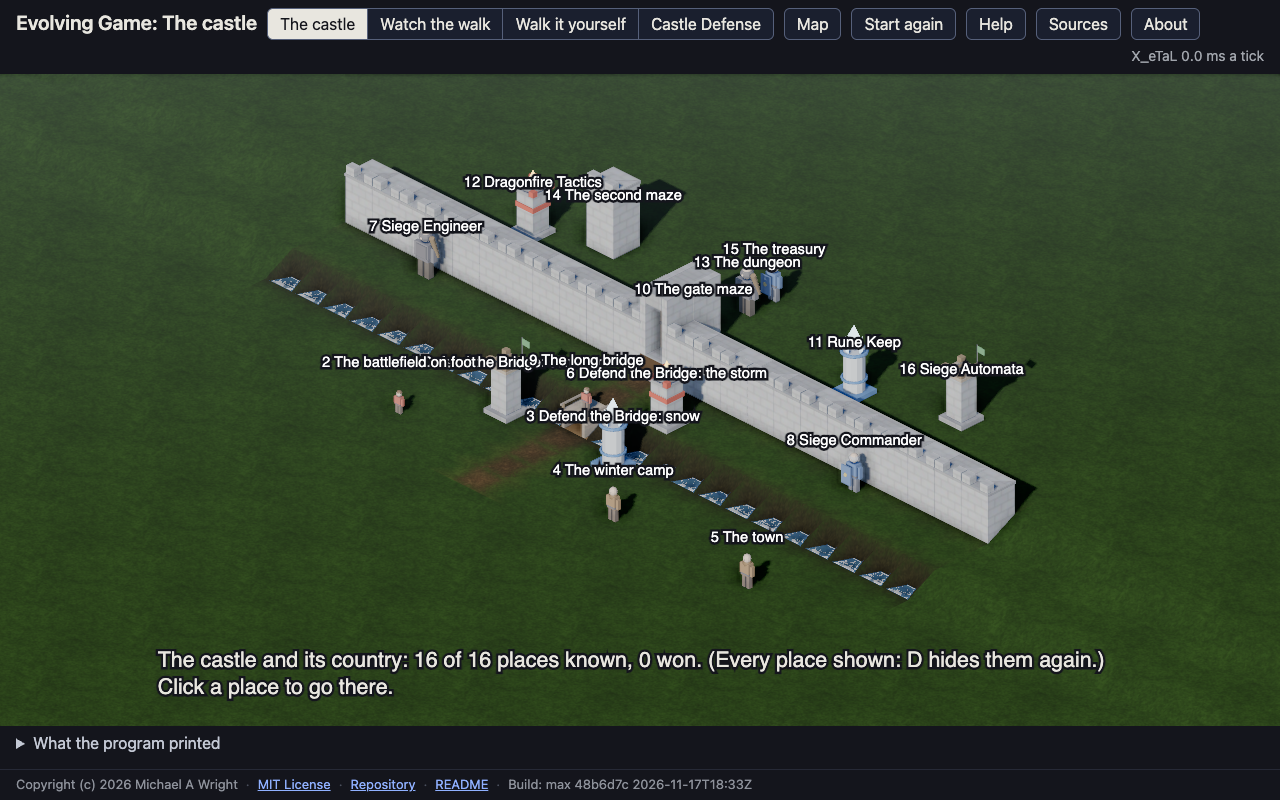 Evolving Game: The castle
The castle
Watch the walk
Walk it yourself
Castle Defense
Map
Start again
Help
Sources
About
X_eTaL 0.0 ms a tick
12 Dragonfire Tactics
14 The second maze
7 Siege Engineer
15 The treasury
13 The dungeon
10 The gate maze
11 Rune Keep
2 The battlefield on foot
9 The long bridge
6 Defend the Bridge: the storm
16 Siege Automata
3 Defend the Bridge: snow
8 Siege Commander
4 The winter camp
5 The town
The castle and its country: 16 of 16 places known, 0 won. (Every place shown: D hides them again.)
Click a place to go there.
What the program printed
Copyright (c) 2026 Michael A Wright · MIT License · Repository · README · Build: max 48b6d7c 2026-11-17T18:33Z